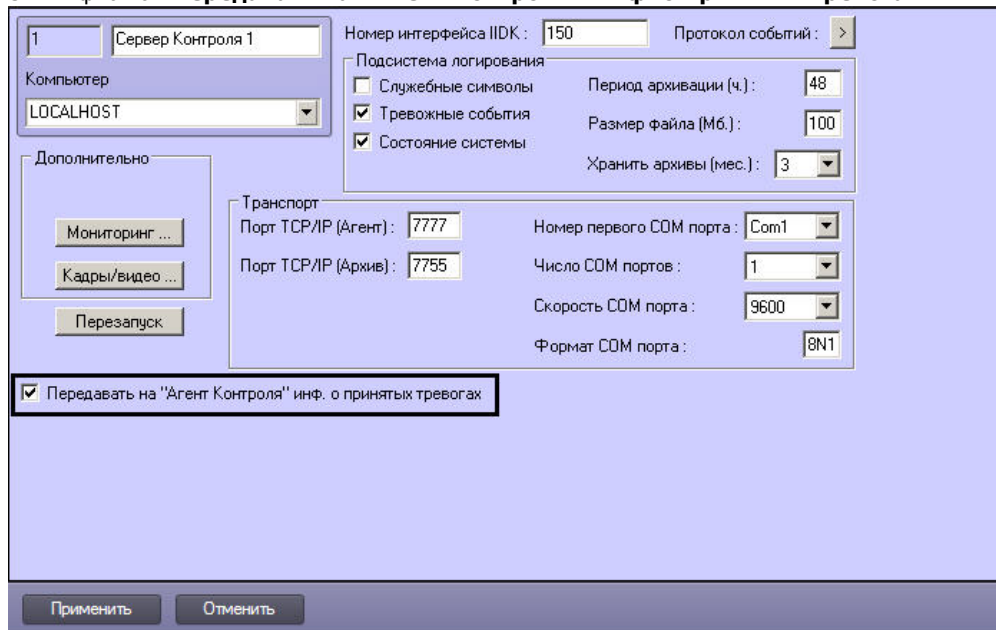 1
Сервер Контроля 1
Номер интерфейса IIDK :
150
Протокол событий :
>
Компьютер
LOCALHOST
Подсистема логирования
Служебные символы
Период архивации (ч.) :
48
Тревожные события
Размер файла (Мб.) :
100
Состояние системы
Хранить архивы (мес.) :
3
Дополнительно
Мониторинг ...
Кадры/видео ...
Перезапуск
Транспорт
Порт TCP/IP (Агент) :
7777
Номер первого COM порта :
Com1
Порт TCP/IP (Архив) :
7755
Число COM портов :
1
Скорость COM порта :
9600
Формат COM порта :
8N1
Передавать на "Агент Контроля" инф. о принятых тревогах
Применить
Отменить